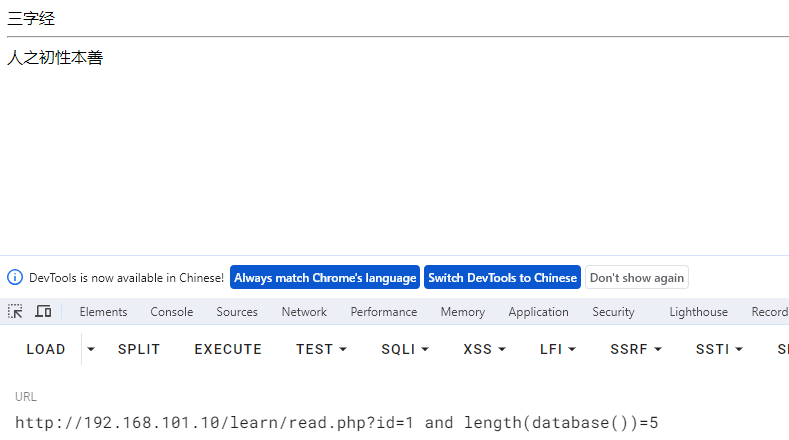 三字经
人之初性本善
DevTools is now available in Chinese! Always match Chrome's language Switch DevTools to Chinese Don't show again
Elements Console Sources Network Performance Memory Application Security Lighthouse Record
LOAD SPLIT EXECUTE TEST SQLI XSS LFI SSRF SSTI
URL
http://192.168.101.10/learn/read.php?id=1 and length(database())=5